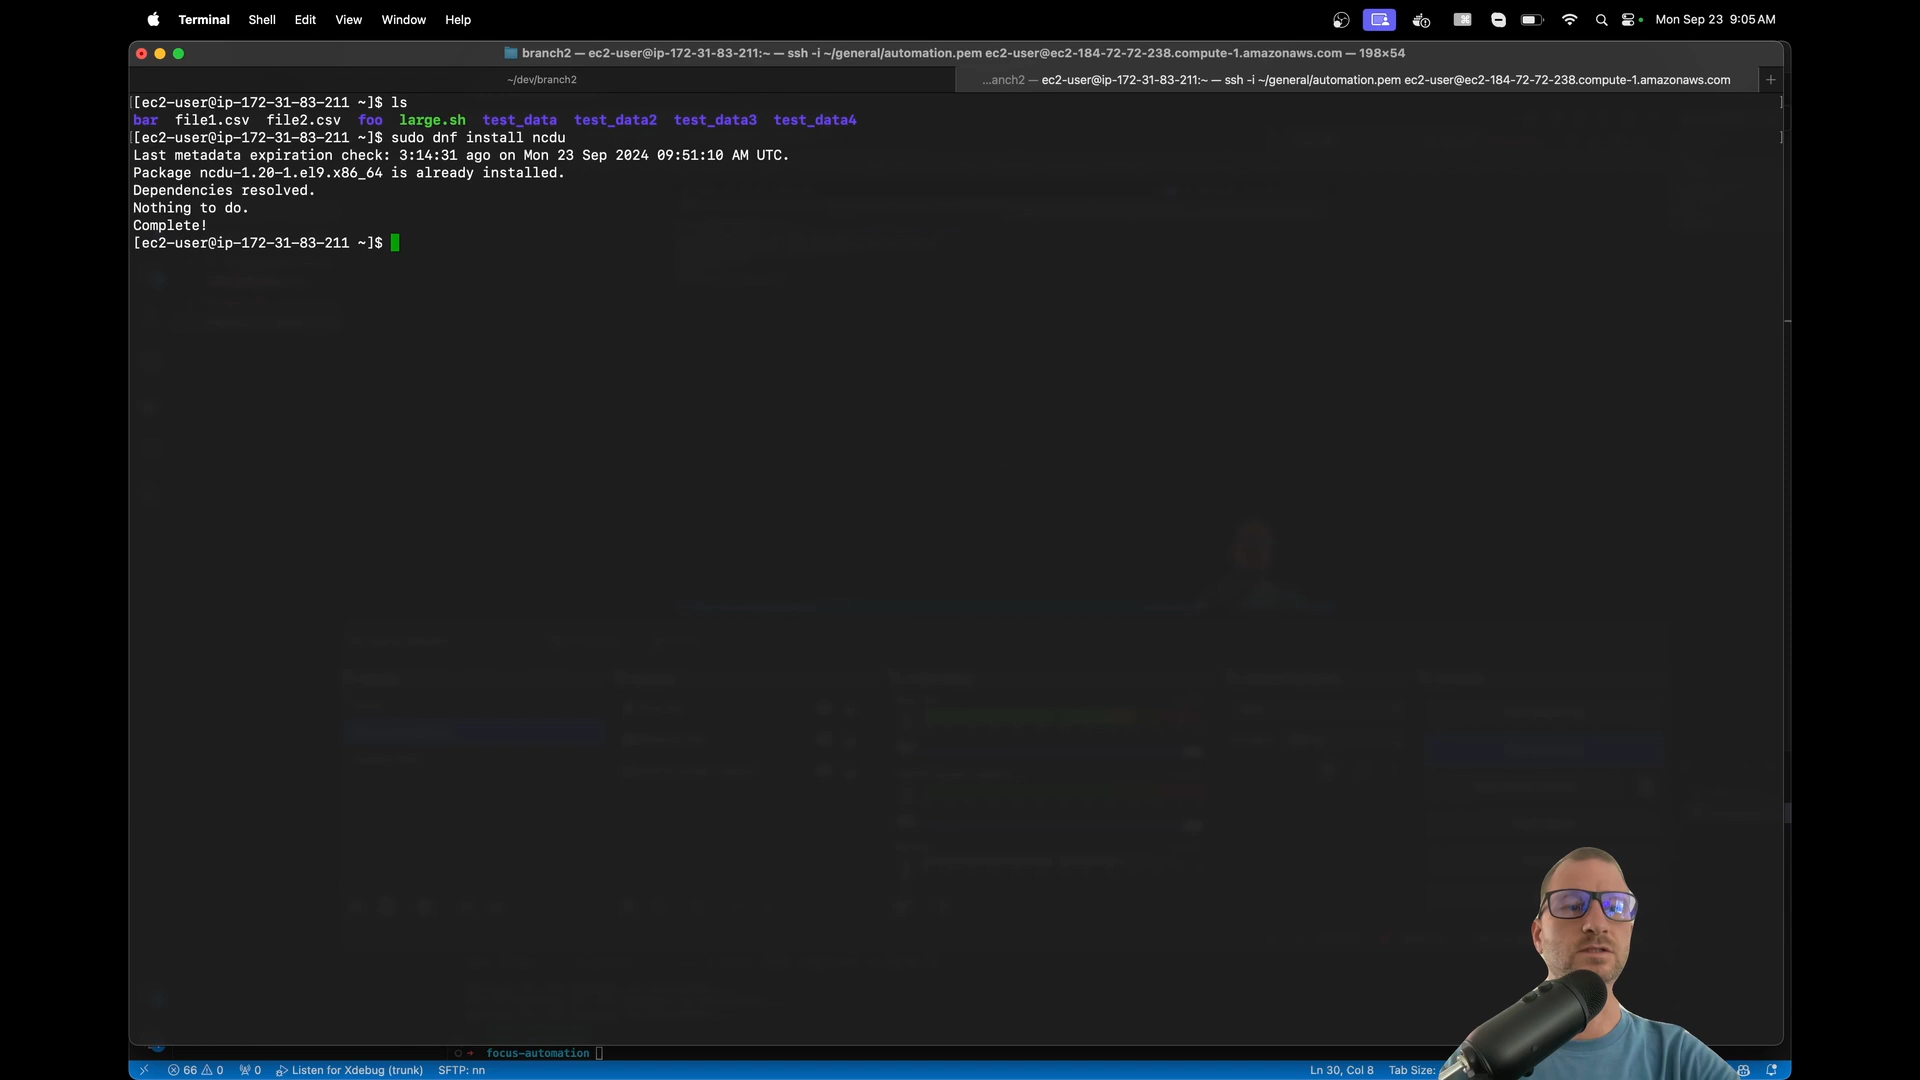 Terminal Shell Edit View Window Help
Mon Sep 23 9:05 AM
branch2 — ec2-user@ip-172-31-83-211:~ — ssh -i ~/general/automation.pem ec2-user@ec2-184-72-72-238.compute-1.amazonaws.com — 198×54
~/dev/branch2
...anch2 — ec2-user@ip-172-31-83-211:~ — ssh -i ~/general/automation.pem ec2-user@ec2-184-72-72-238.compute-1.amazonaws.com
[ec2-user@ip-172-31-83-211 ~]$ ls
bar file1.csv file2.csv foo large.sh test_data test_data2 test_data3 test_data4
[ec2-user@ip-172-31-83-211 ~]$ sudo dnf install ncdu
Last metadata expiration check: 3:14:31 ago on Mon 23 Sep 2024 09:51:10 AM UTC.
Package ncdu-1.20-1.el9.x86_64 is already installed.
Dependencies resolved.
Nothing to do.
Complete!
[ec2-user@ip-172-31-83-211 ~]$
focus-automation
66 0 0 Listen for Xdebug (trunk) SFTP: nn Ln 30, Col 8 Tab Size: